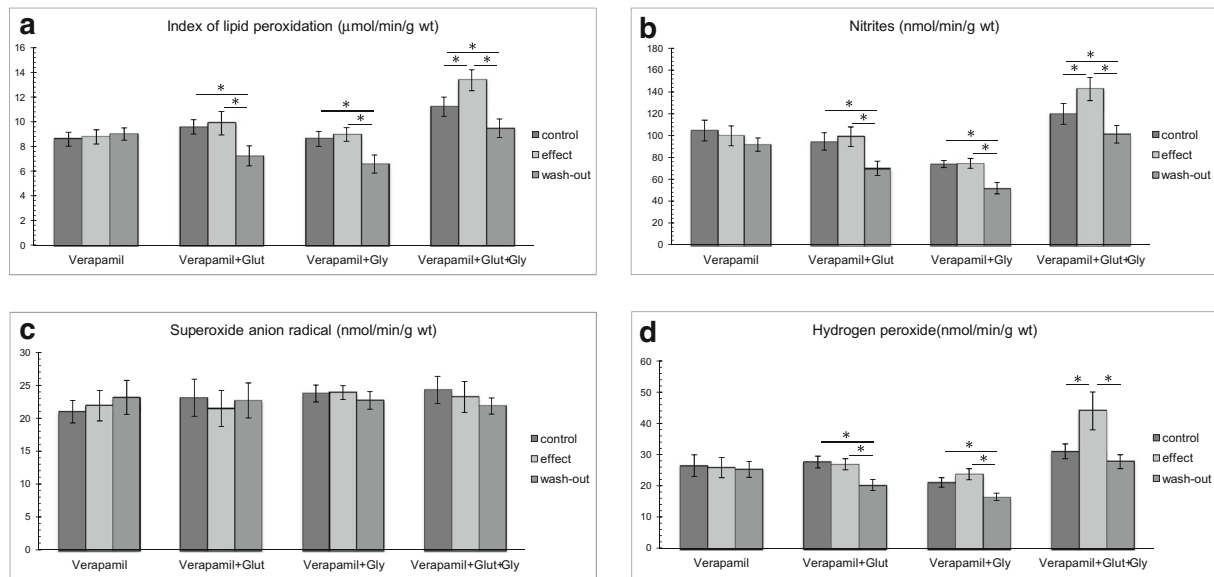 a
Index of lipid peroxidation (µmol/min/g wt)
16
14
12
10
8
6
4
2
0
* * *
* *
* *
control
effect
wash-out
Verapamil Verapamil+Glut Verapamil+Gly Verapamil+Glut+Gly
b
Nitrites (nmol/min/g wt)
180
160
140
120
100
80
60
40
20
0
* * *
* *
* *
control
effect
wash-out
Verapamil Verapamil+Glut Verapamil+Gly Verapamil+Glut+Gly
c
Superoxide anion radical (nmol/min/g wt)
30
25
20
15
10
5
0
control
effect
wash-out
Verapamil Verapamil+Glut Verapamil+Gly Verapamil+Glut+Gly
d
Hydrogen peroxide(nmol/min/g wt)
60
50
40
30
20
10
0
* *
* *
* *
control
effect
wash-out
Verapamil Verapamil+Glut Verapamil+Gly Verapamil+Glut+Gly